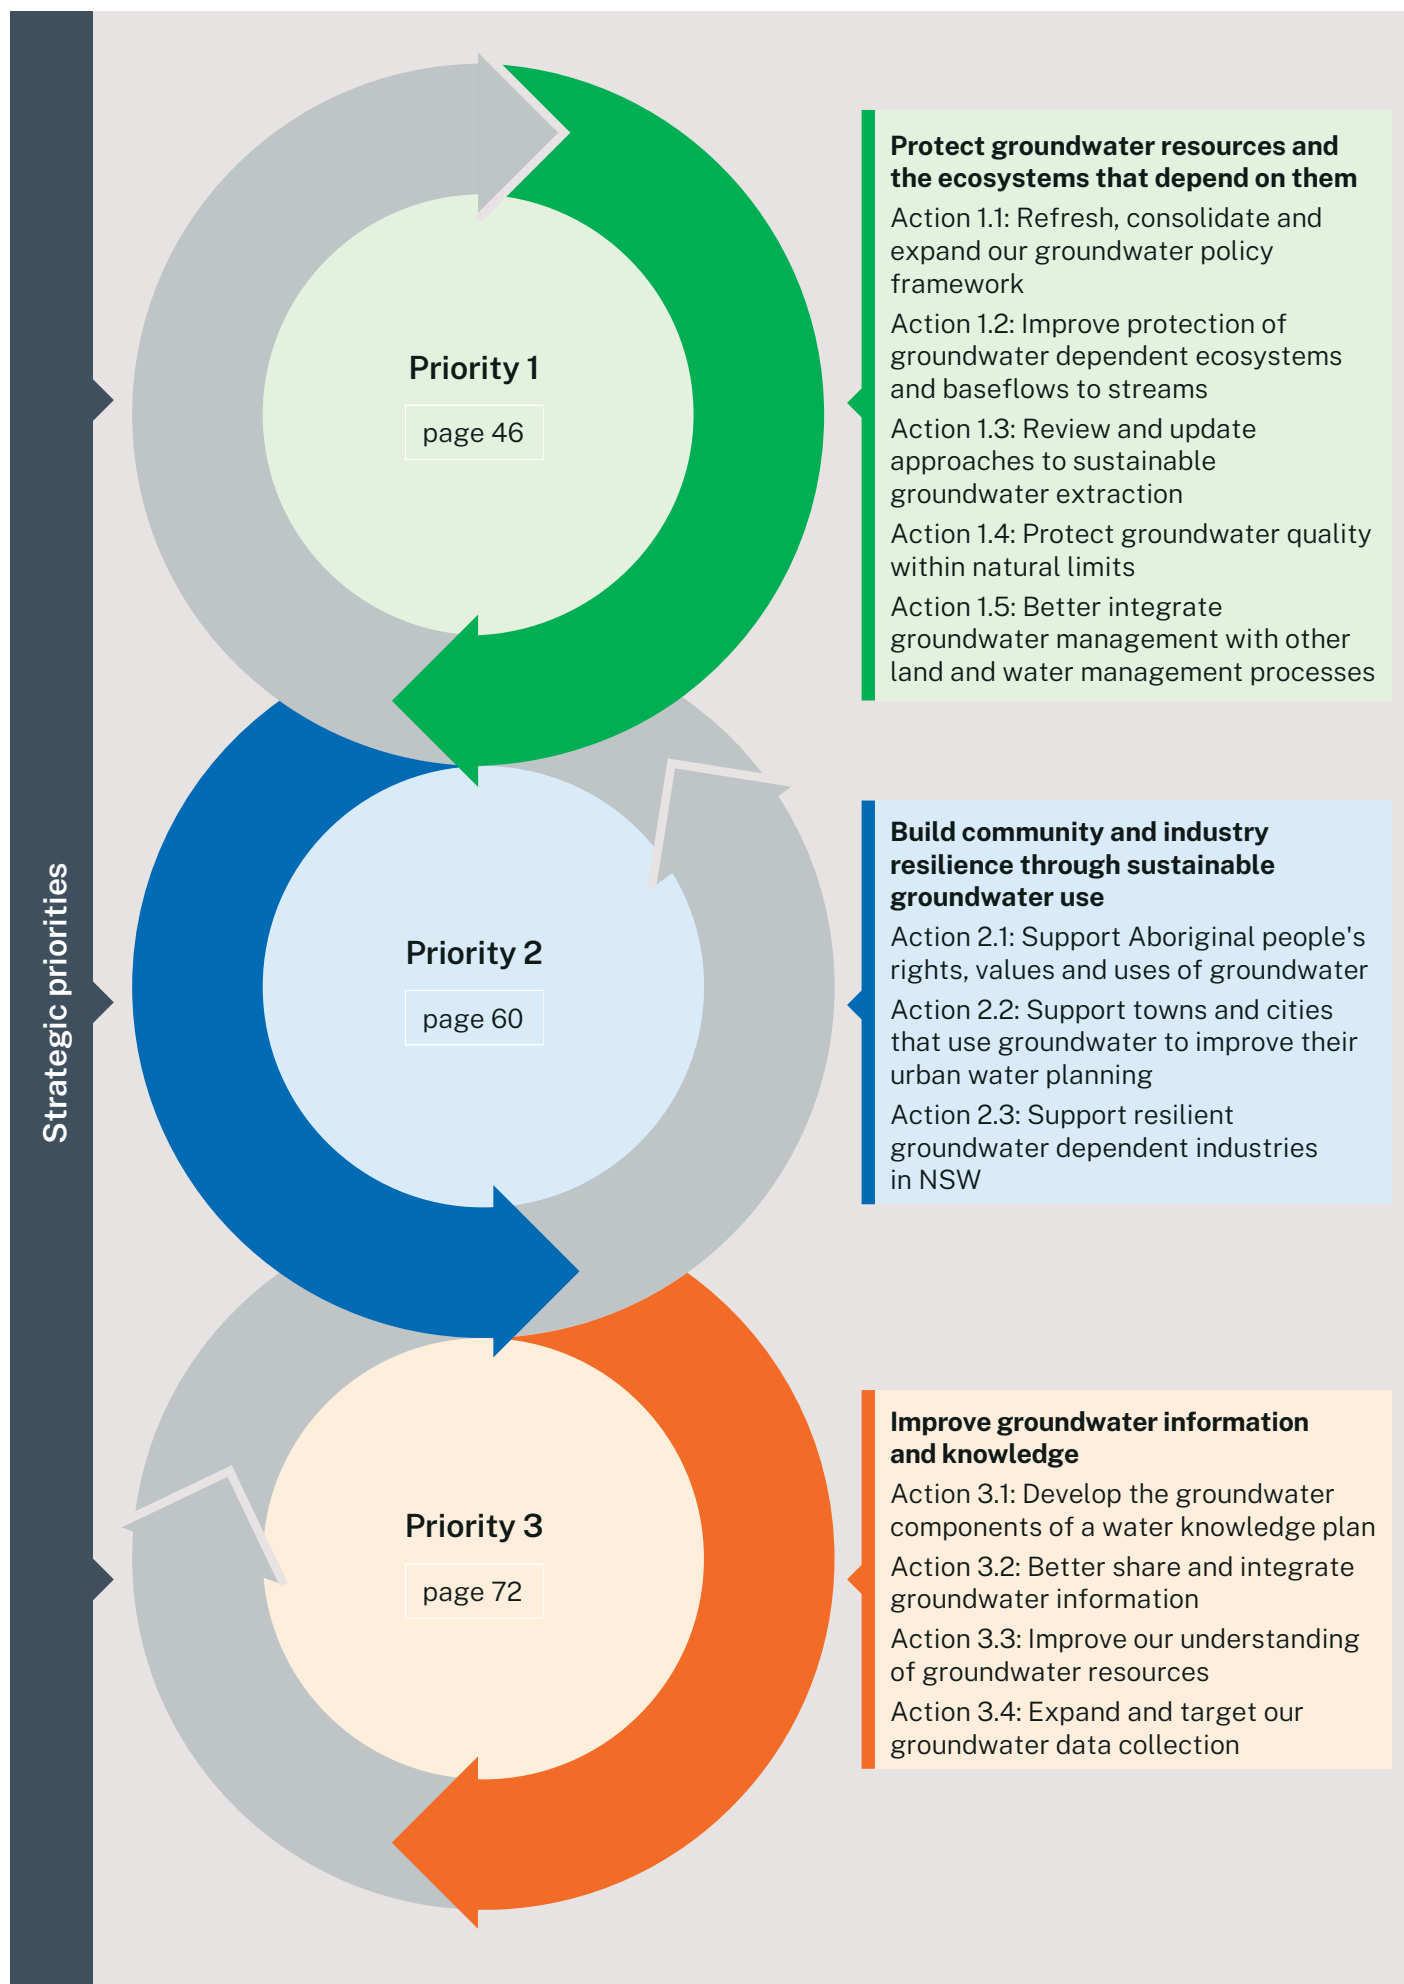 Strategic priorities
Priority 1
page 46
Protect groundwater resources and
the ecosystems that depend on them
Action 1.1: Refresh, consolidate and
expand our groundwater policy
framework
Action 1.2: Improve protection of
groundwater dependent ecosystems
and baseflows to streams
Action 1.3: Review and update
approaches to sustainable
groundwater extraction
Action 1.4: Protect groundwater quality
within natural limits
Action 1.5: Better integrate
groundwater management with other
land and water management processes
Priority 2
page 60
Build community and industry
resilience through sustainable
groundwater use
Action 2.1: Support Aboriginal people's
rights, values and uses of groundwater
Action 2.2: Support towns and cities
that use groundwater to improve their
urban water planning
Action 2.3: Support resilient
groundwater dependent industries
in NSW
Priority 3
page 72
Improve groundwater information
and knowledge
Action 3.1: Develop the groundwater
components of a water knowledge plan
Action 3.2: Better share and integrate
groundwater information
Action 3.3: Improve our understanding
of groundwater resources
Action 3.4: Expand and target our
groundwater data collection